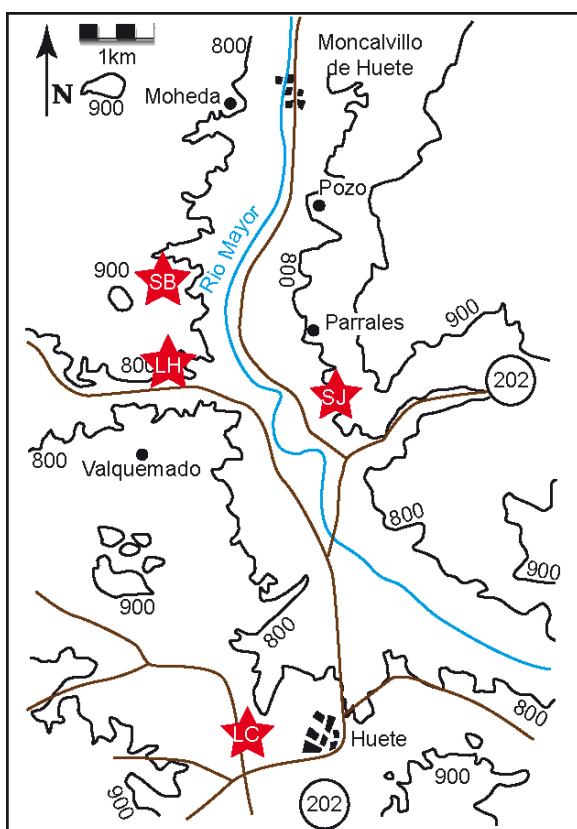 800
1km
N
900
Moncalvillo
de Huete
Moheda
Pozo
Rio Mayor
800
900
SB
Parrales
900
800
LH
SJ
202
800
Valquemado
800
900
900
800
LC
Huete
800
900
900
202